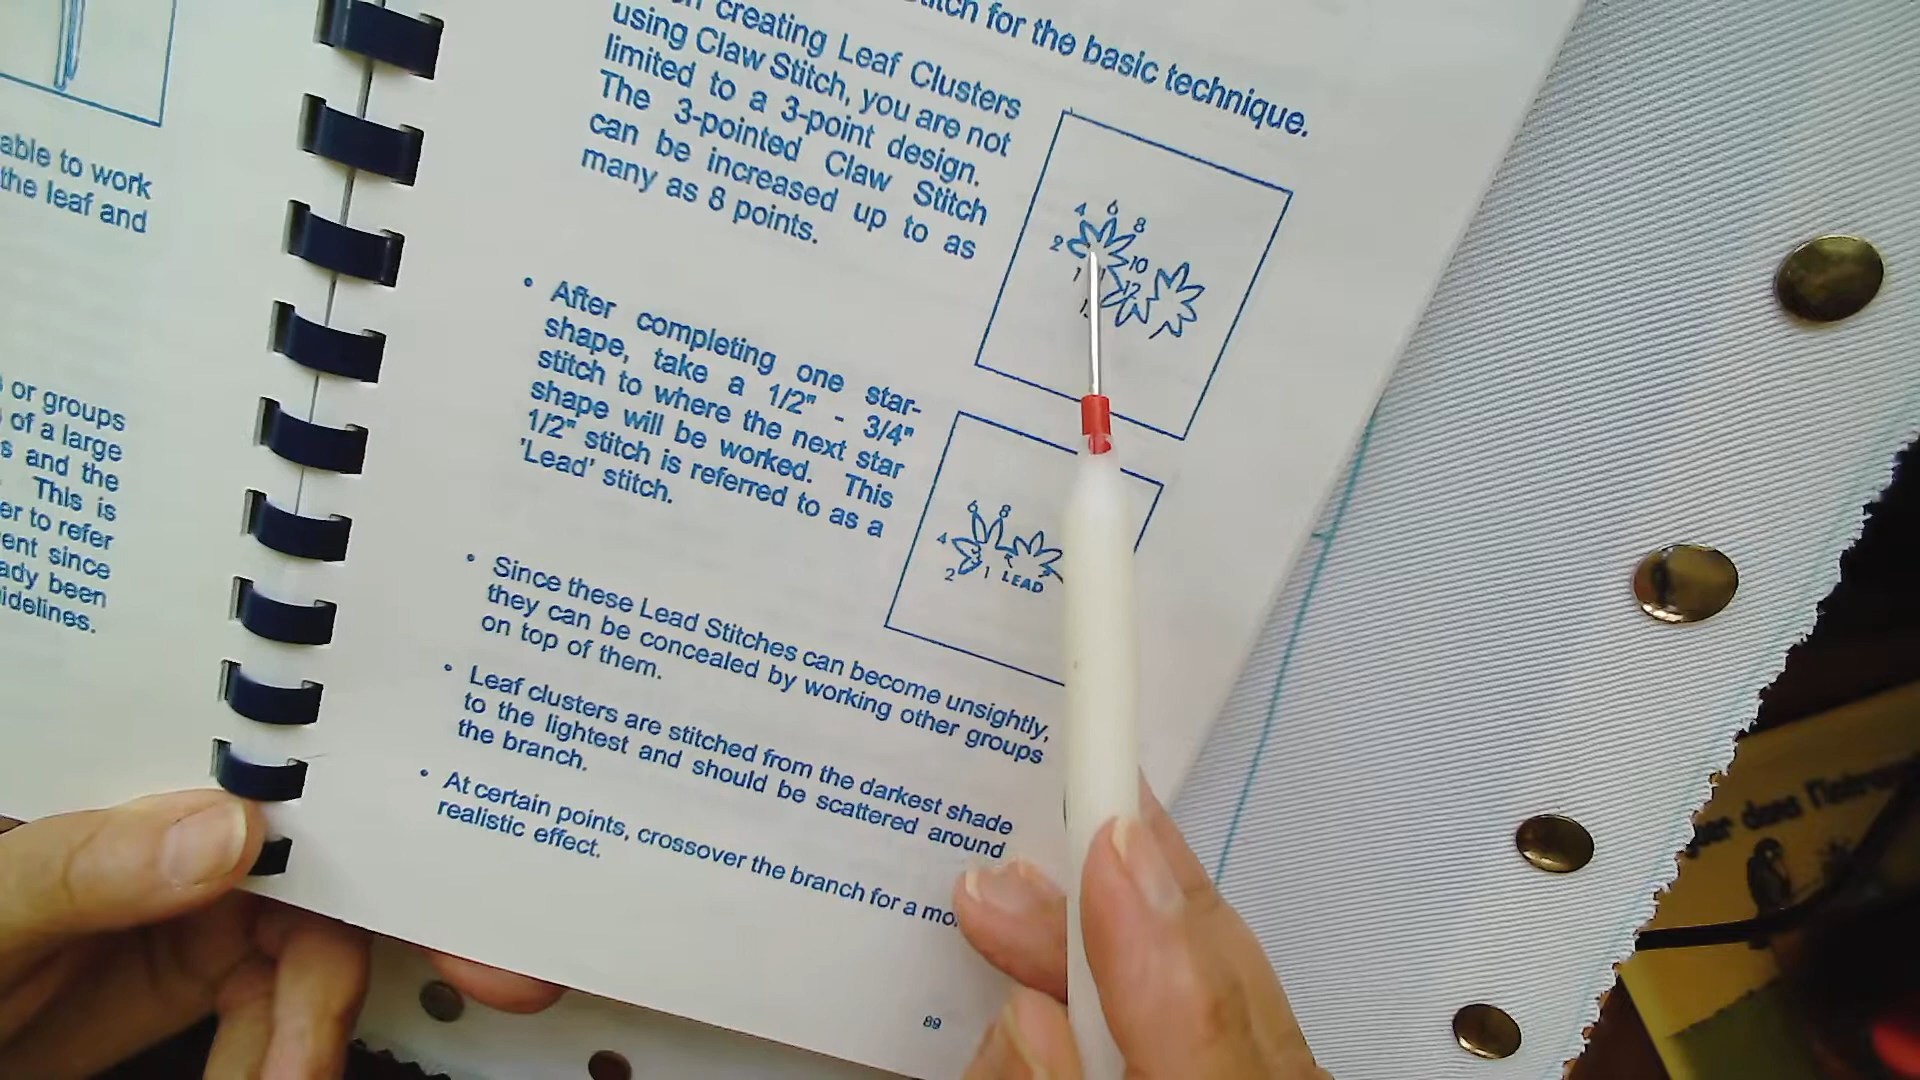 able to work
the leaf and
or groups
of a large
s and the
This is
er to refer
ent since
ady been
idelines.
for the basic technique.
creating Leaf Clusters
using Claw Stitch, you are not
limited to a 3-point design.
The 3-pointed Claw Stitch
can be increased up to as
many as 8 points.
4 6 8
2
10
1
12
• After completing one star-
shape, take a 1/2" - 3/4"
stitch to where the next star
shape will be worked. This
1/2" stitch is referred to as a
'Lead' stitch.
6 8
4
2 1 LEAD
• Since these Lead Stitches can become unsightly,
they can be concealed by working other groups
on top of them.
• Leaf clusters are stitched from the darkest shade
to the lightest and should be scattered around
the branch.
• At certain points, crossover the branch for a mo
realistic effect.
89
dans